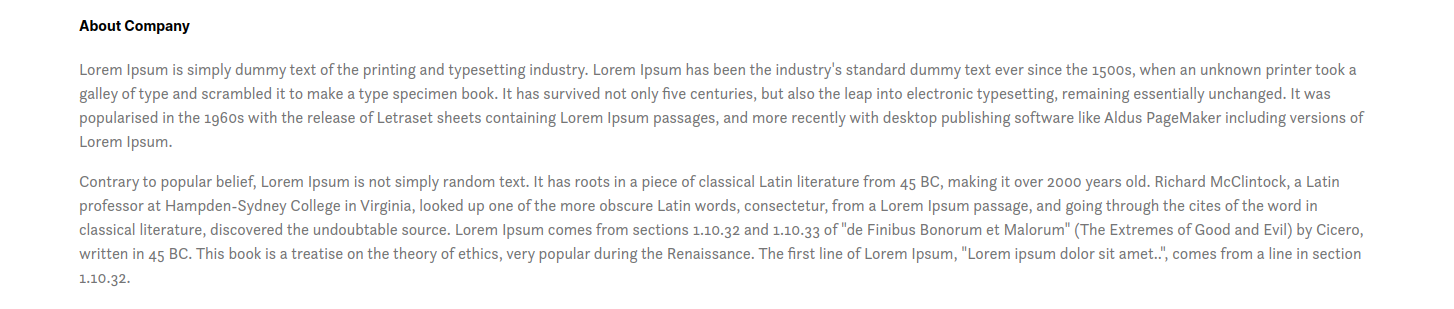 About Company
Lorem Ipsum is simply dummy text of the printing and typesetting industry. Lorem Ipsum has been the industry's standard dummy text ever since the 1500s, when an unknown printer took a
galley of type and scrambled it to make a type specimen book. It has survived not only five centuries, but also the leap into electronic typesetting, remaining essentially unchanged. It was
popularised in the 1960s with the release of Letraset sheets containing Lorem Ipsum passages, and more recently with desktop publishing software like Aldus PageMaker including versions of
Lorem Ipsum.
Contrary to popular belief, Lorem Ipsum is not simply random text. It has roots in a piece of classical Latin literature from 45 BC, making it over 2000 years old. Richard McClintock, a Latin
professor at Hampden-Sydney College in Virginia, looked up one of the more obscure Latin words, consectetur, from a Lorem Ipsum passage, and going through the cites of the word in
classical literature, discovered the undoubtable source. Lorem Ipsum comes from sections 1.10.32 and 1.10.33 of "de Finibus Bonorum et Malorum" (The Extremes of Good and Evil) by Cicero,
written in 45 BC. This book is a treatise on the theory of ethics, very popular during the Renaissance. The first line of Lorem Ipsum, "Lorem ipsum dolor sit amet..", comes from a line in section
1.10.32.